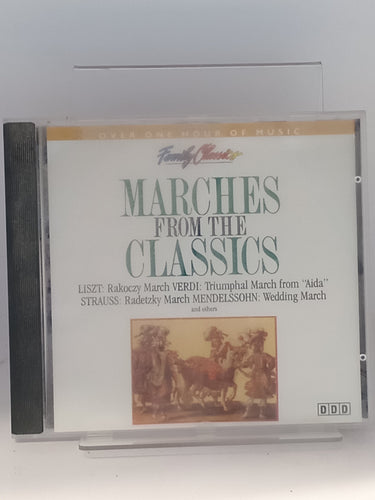 OVER ONE HOUR OF MUSIC
Family Classics
MARCHES
FROM THE
CLASSICS
LISZT: Rakoczy March VERDI: Triumphal March from "Aida"
STRAUSS: Radetzky March MENDELSSOHN: Wedding March
and others
DDD